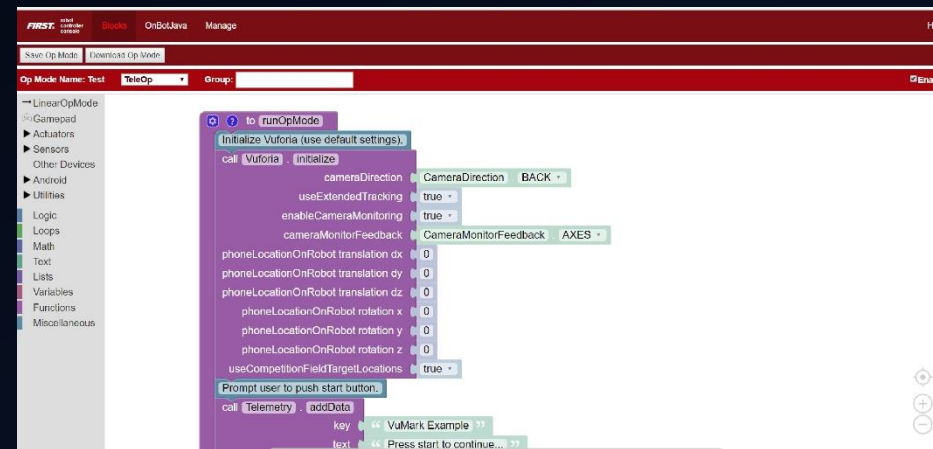 FIRST. robot controller console Blocks OnBotJava Manage H
Save Op Mode Download Op Mode
Op Mode Name: Test TeleOp Group: Ena
LinearOpMode
Gamepad
Actuators
Sensors
Other Devices
Android
Utilities
Logic
Loops
Math
Text
Lists
Variables
Functions
Miscellaneous
to runOpMode
Initialize Vuforia (use default settings).
call Vuforia . initialize
cameraDirection CameraDirection BACK
useExtendedTracking true
enableCameraMonitoring true
cameraMonitorFeedback CameraMonitorFeedback . AXES
phoneLocationOnRobot translation dx 0
phoneLocationOnRobot translation dy 0
phoneLocationOnRobot translation dz 0
phoneLocationOnRobot rotation x 0
phoneLocationOnRobot rotation y 0
phoneLocationOnRobot rotation z 0
useCompetitionFieldTargetLocations true
Prompt user to push start button.
call Telemetry . addData
key “ VuMark Example ”
text “ Press start to continue... ”